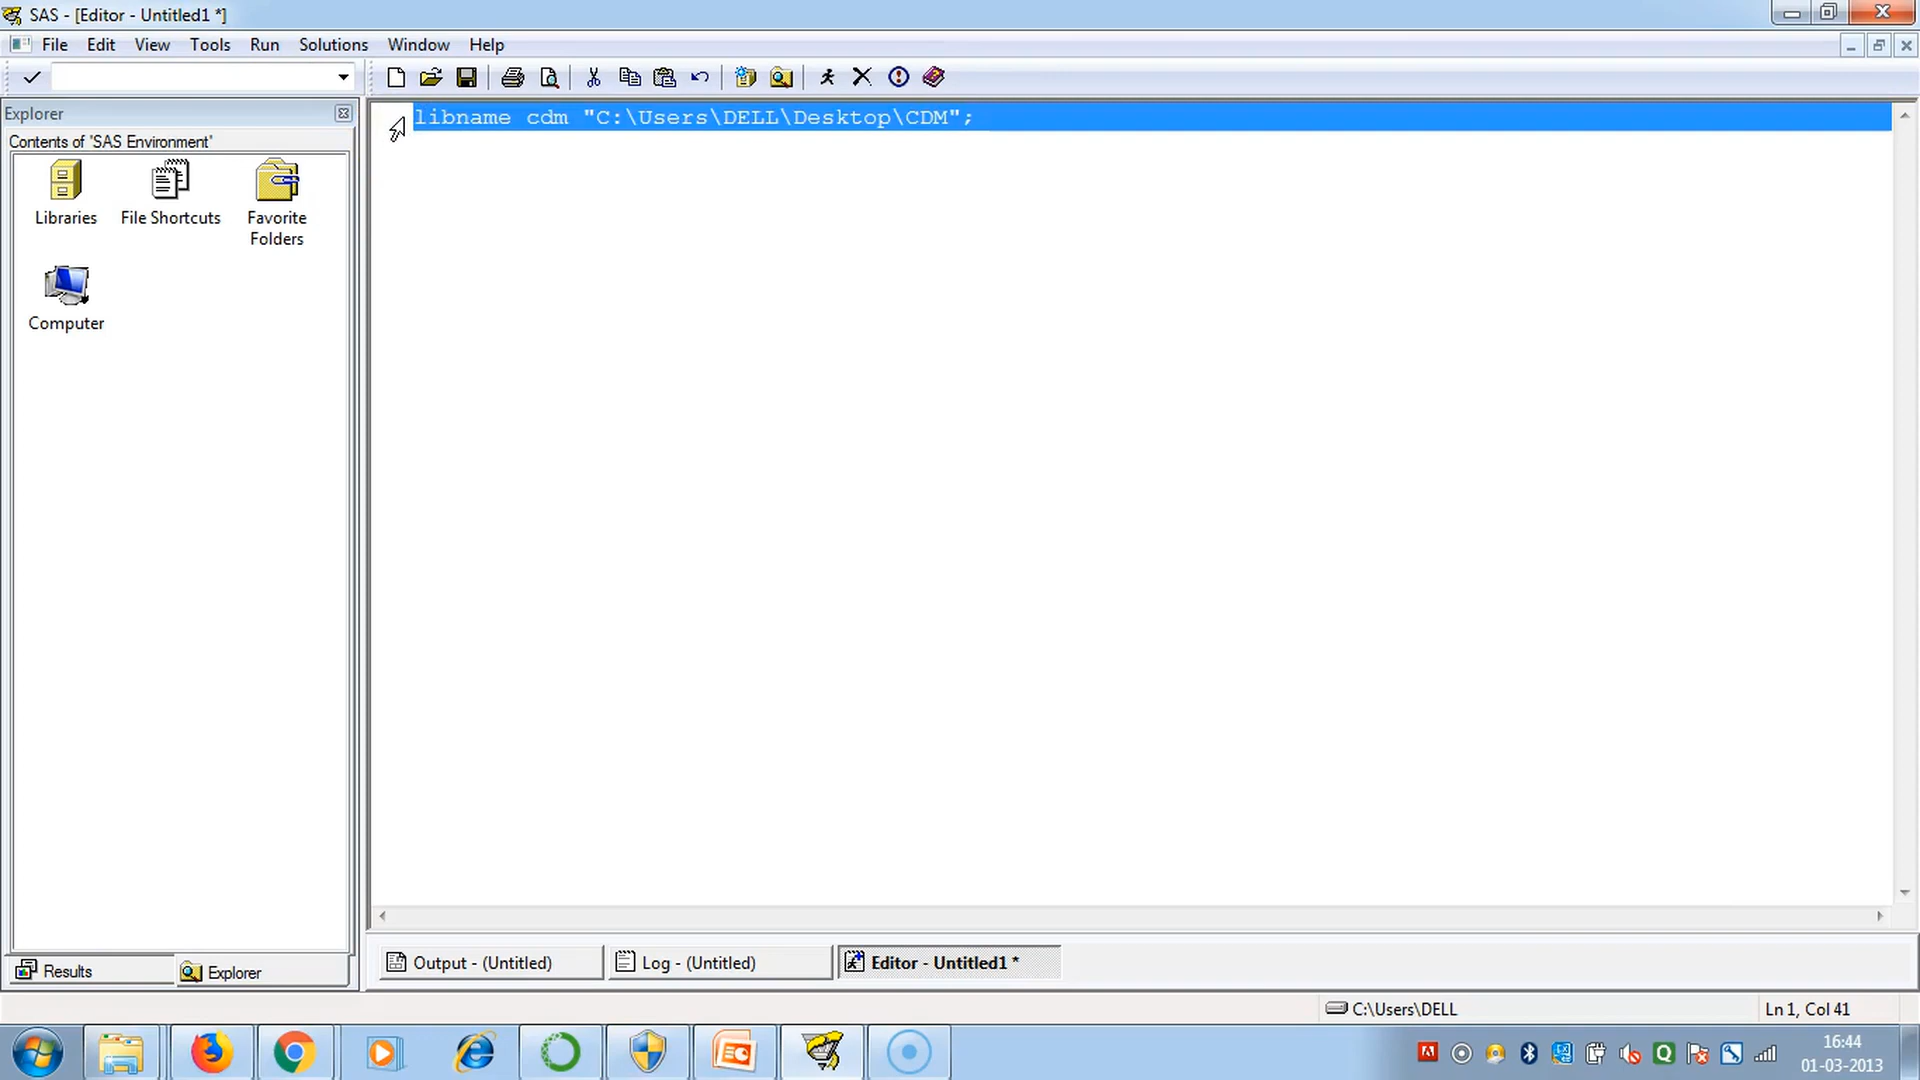 SAS - [Editor - Untitled1 *]
File Edit View Tools Run Solutions Window Help
Explorer
Contents of 'SAS Environment'
libname cdm "C:\Users\DELL\Desktop\CDM";
Libraries
File Shortcuts
Favorite
Folders
Computer
Results
Explorer
Output - (Untitled)
Log - (Untitled)
Editor - Untitled1 *
C:\Users\DELL
Ln 1, Col 41
16:44
01-03-2013